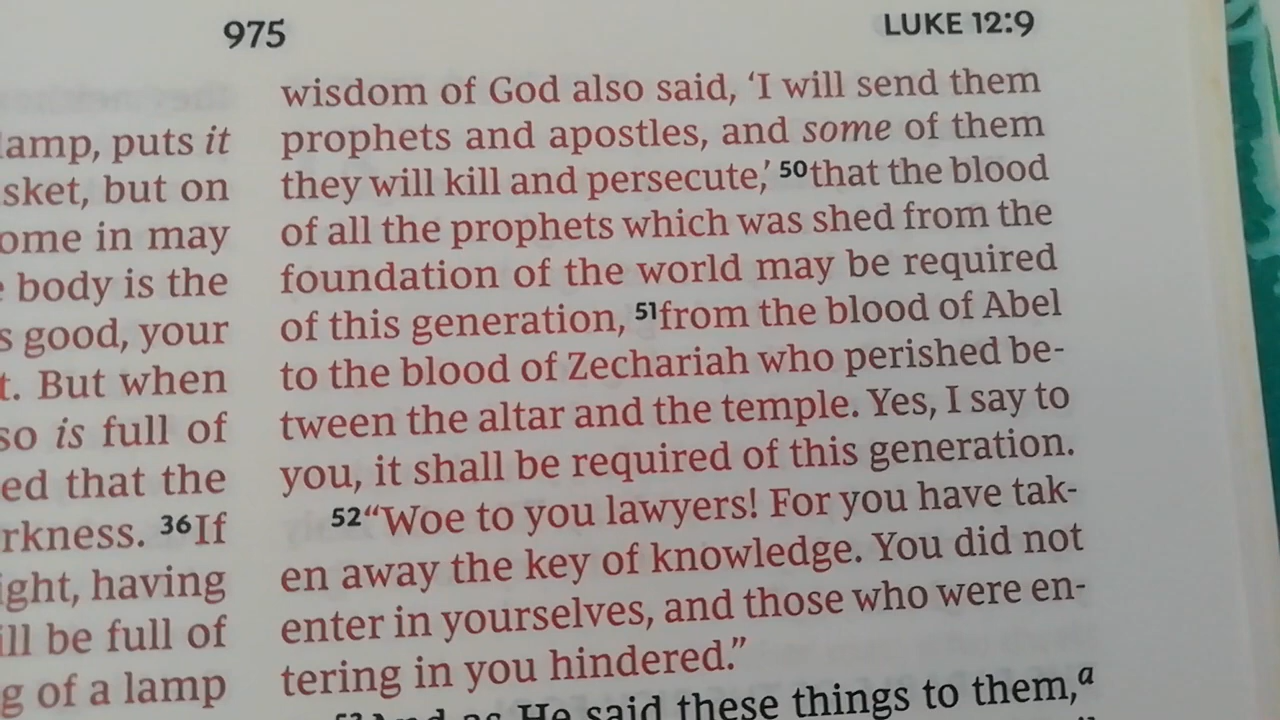 975
LUKE 12:9
lamp, puts it
sket, but on
ome in may
body is the
s good, your
t. But when
so is full of
ed that the
rkness. 36If
ight, having
ill be full of
g of a lamp
wisdom of God also said, ‘I will send them
prophets and apostles, and some of them
they will kill and persecute,’ 50that the blood
of all the prophets which was shed from the
foundation of the world may be required
of this generation, 51from the blood of Abel
to the blood of Zechariah who perished be-
tween the altar and the temple. Yes, I say to
you, it shall be required of this generation.
52“Woe to you lawyers! For you have tak-
en away the key of knowledge. You did not
enter in yourselves, and those who were en-
tering in you hindered.”
53And as He said these things to them,a